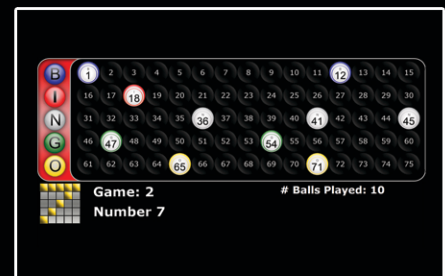 B 1 2 3 4 5 6 7 8 9 10 11 12 13 14 15
I 16 17 18 19 20 21 22 23 24 25 26 27 28 29 30
N 31 32 33 34 35 36 37 38 39 40 41 42 43 44 45
G 46 47 48 49 50 51 52 53 54 55 56 57 58 59 60
O 61 62 63 64 65 66 67 68 69 70 71 72 73 74 75
Game: 2 # Balls Played: 10
Number 7